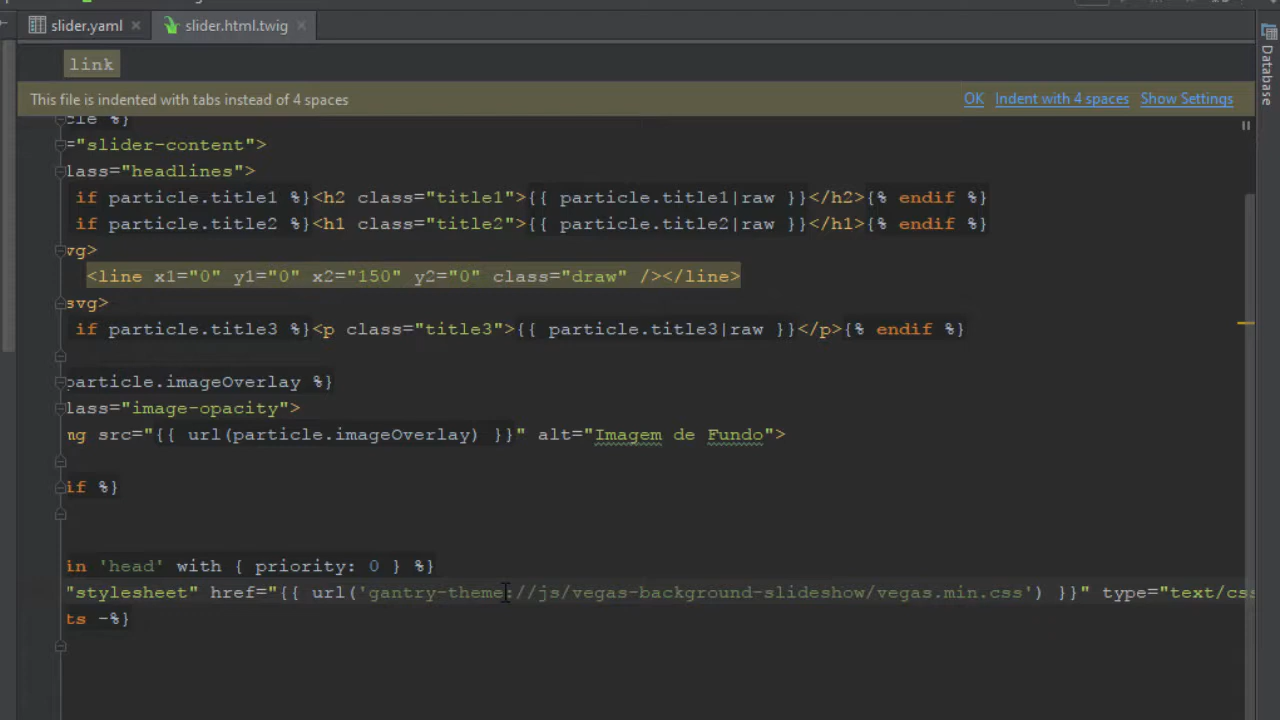 slider.yaml slider.html.twig
link
This file is indented with tabs instead of 4 spaces OK Indent with 4 spaces Show Settings
Database
cle %}
="slider-content">
lass="headlines">
if particle.title1 %}<h2 class="title1">{{ particle.title1|raw }}</h2>{% endif %}
if particle.title2 %}<h1 class="title2">{{ particle.title2|raw }}</h1>{% endif %}
vg>
<line x1="0" y1="0" x2="150" y2="0" class="draw" /></line>
svg>
if particle.title3 %}<p class="title3">{{ particle.title3|raw }}</p>{% endif %}
particle.imageOverlay %}
lass="image-opacity">
mg src="{{ url(particle.imageOverlay) }}" alt="Imagem de Fundo">
if %}
in 'head' with { priority: 0 } %}
"stylesheet" href="{{ url('gantry-theme://js/vegas-background-slideshow/vegas.min.css') }}" type="text/css
ts -%}